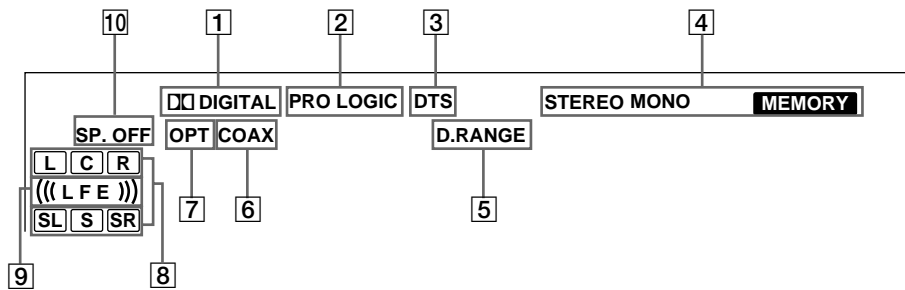 10 1 2 3 4
DIGITAL PRO LOGIC DTS STEREO MONO MEMORY
SP. OFF OPT COAX D.RANGE
L C R
((( L F E )))
SL S SR
7 6 5
9 8